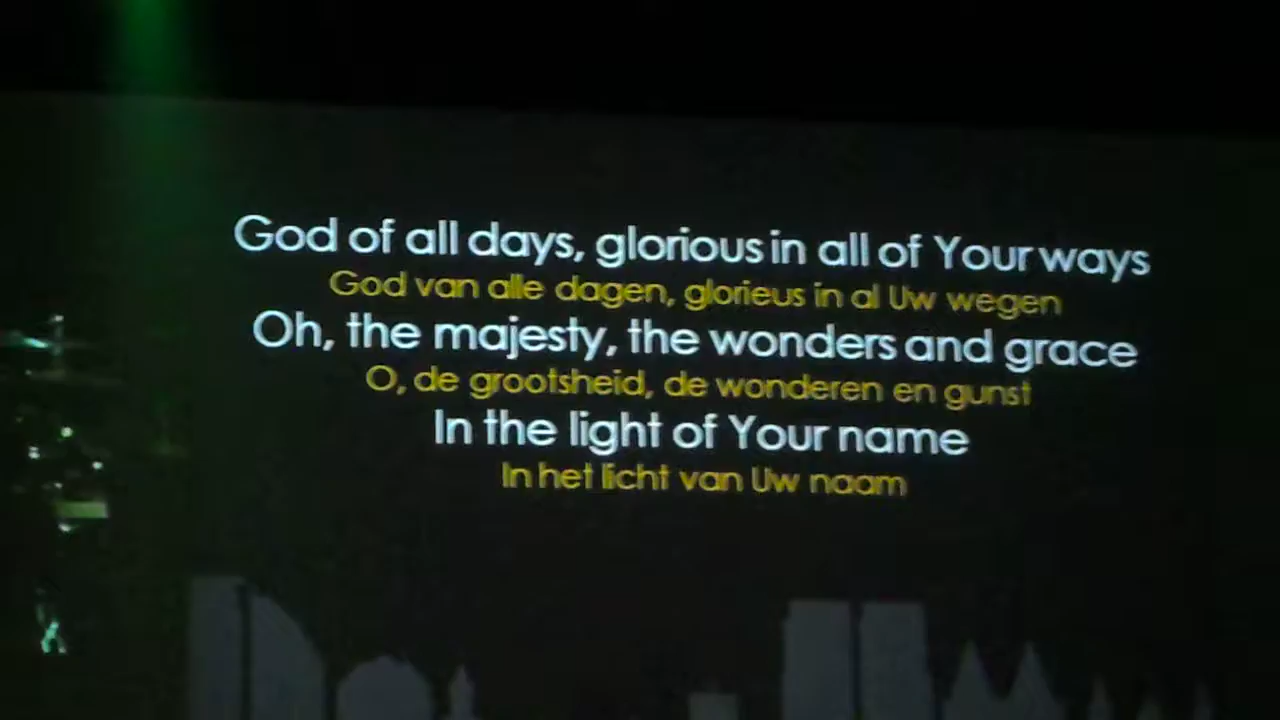 God of all days, glorious in all of Your ways
God van alle dagen, glorieus in al Uw wegen
Oh, the majesty, the wonders and grace
O, de grootsheid, de wonderen en gunst
In the light of Your name
In het licht van Uw naam